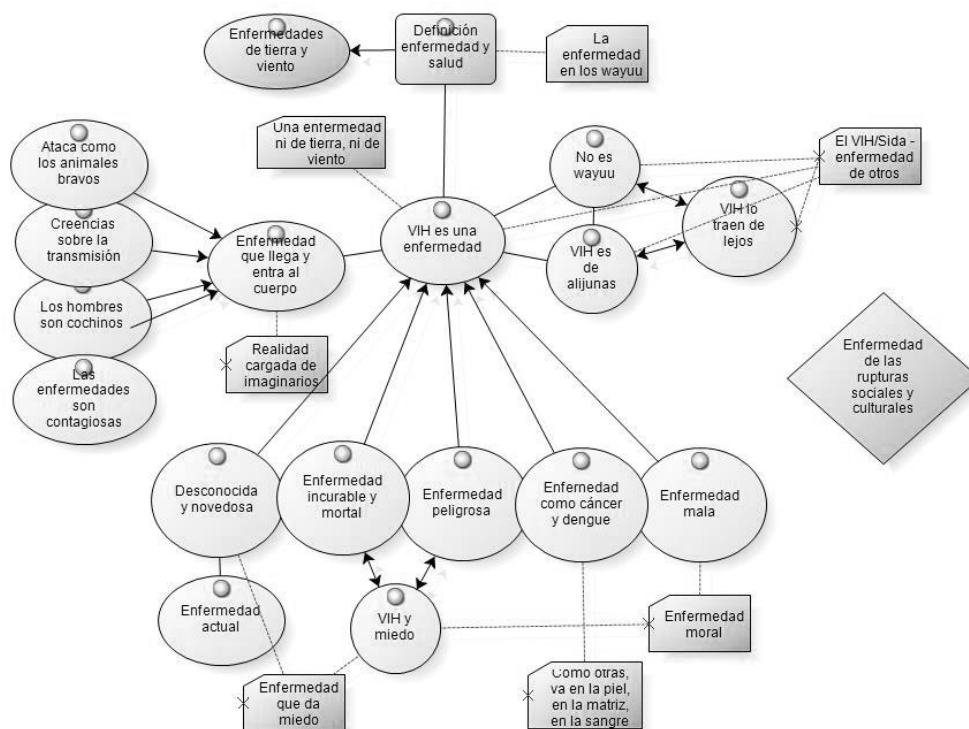 Enfermedades
de tierra y
viento
Definición
enfermedad y
salud
La
enfermedad
en los wayuu
Una enfermedad
ni de tierra, ni de
viento
Ataca como
los animales
bravos
No es
wayuu
El VIH/Sida -
enfermedad
de otros
Creencias
sobre la
transmisión
Enfermedad
que llega y
entra al
cuerpo
VIH es una
enfermedad
VIH lo
traen de
lejos
VIH es
de
alijunas
Los hombres
son cochinos
Realidad
cargada de
imaginarios
Las
enfermedades
son
contagiosas
Enfermedad
de las
rupturas
sociales y
culturales
Desconocida
y novedosa
Enfermedad
incurable y
mortal
Enfermedad
peligrosa
Enfernedad
como cáncer
y dengue
Enfermedad
mala
Enfermedad
actual
VIH y
miedo
Enfermedad
moral
Enfermedad
que da
miedo
Como otras,
va en la piel,
en la matriz,
en la sangre